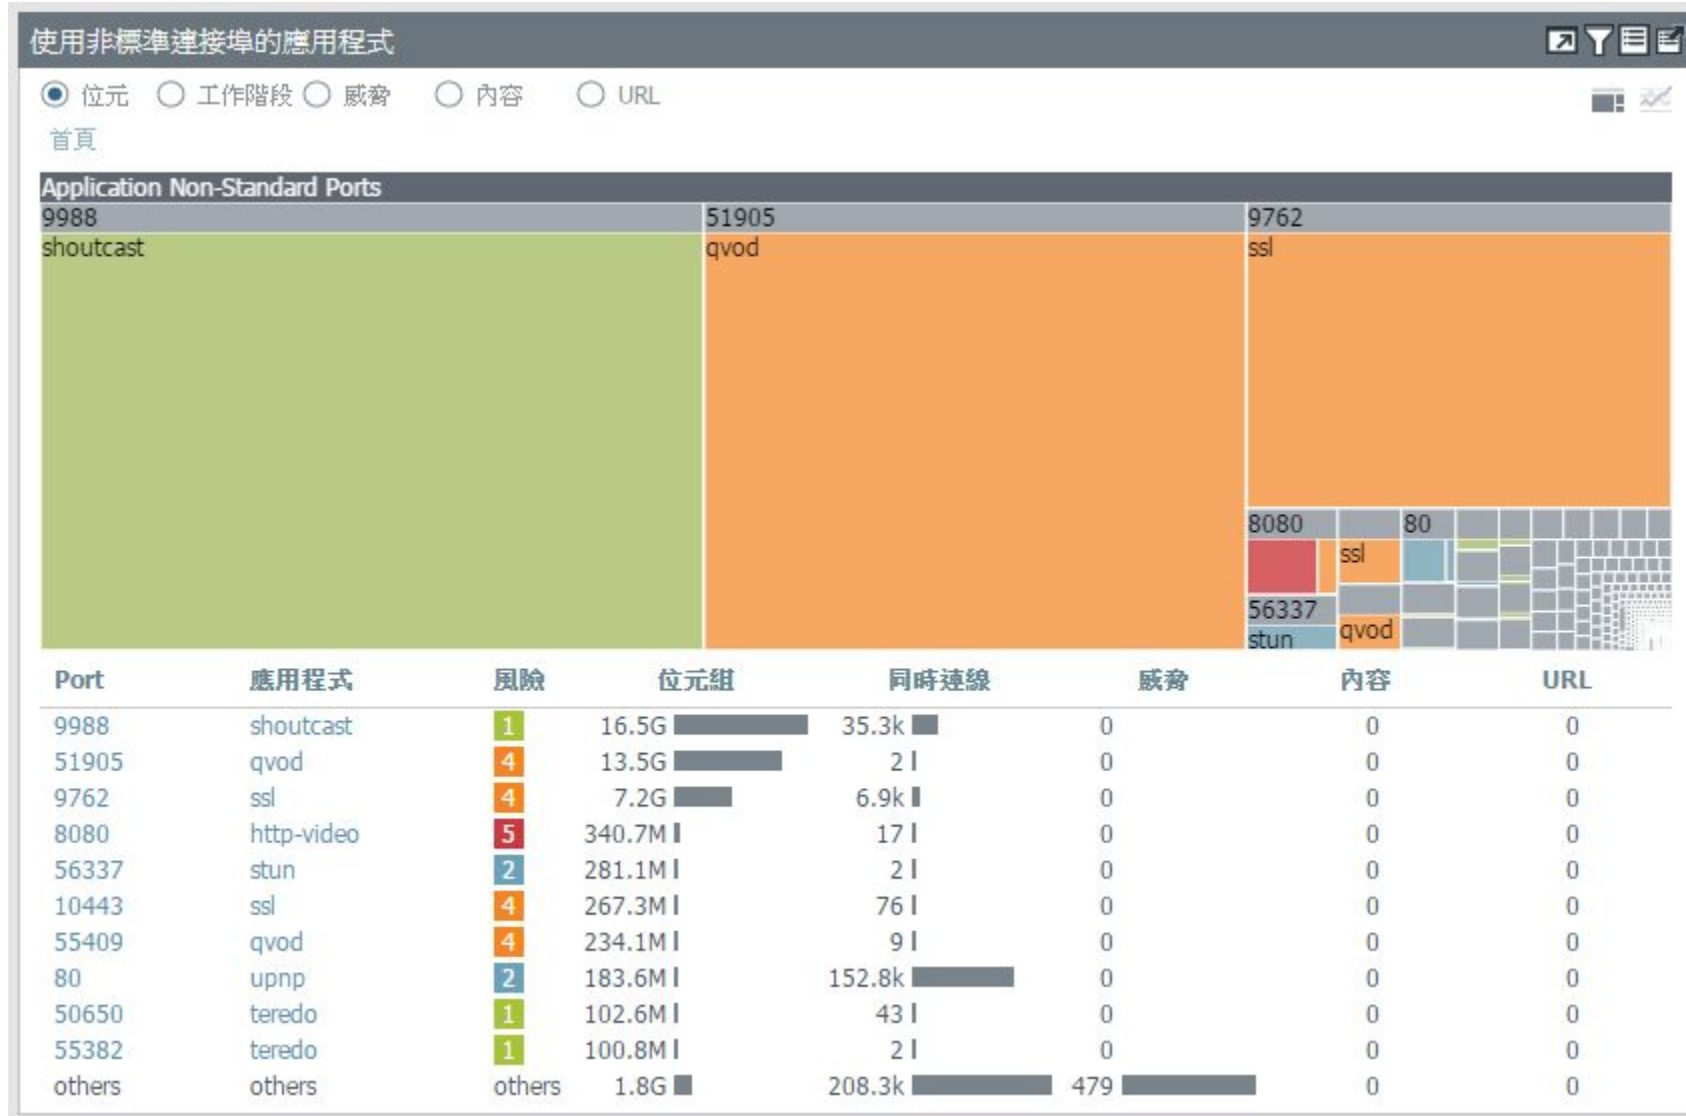 使用非標準連接埠的應用程式
位元 工作階段 威脅 內容 URL
首頁
Application Non-Standard Ports
9988 51905 9762
shoutcast qvod ssl
8080 80
ssl
56337
stun qvod
Port 應用程式 風險 位元組 同時連線 威脅 內容 URL
9988 shoutcast 1 16.5G 35.3k 0 0 0
51905 qvod 4 13.5G 2 0 0 0
9762 ssl 4 7.2G 6.9k 0 0 0
8080 http-video 5 340.7M 17 0 0 0
56337 stun 2 281.1M 2 0 0 0
10443 ssl 4 267.3M 76 0 0 0
55409 qvod 4 234.1M 9 0 0 0
80 upnp 2 183.6M 152.8k 0 0 0
50650 teredo 1 102.6M 43 0 0 0
55382 teredo 1 100.8M 2 0 0 0
others others others 1.8G 208.3k 479 0 0